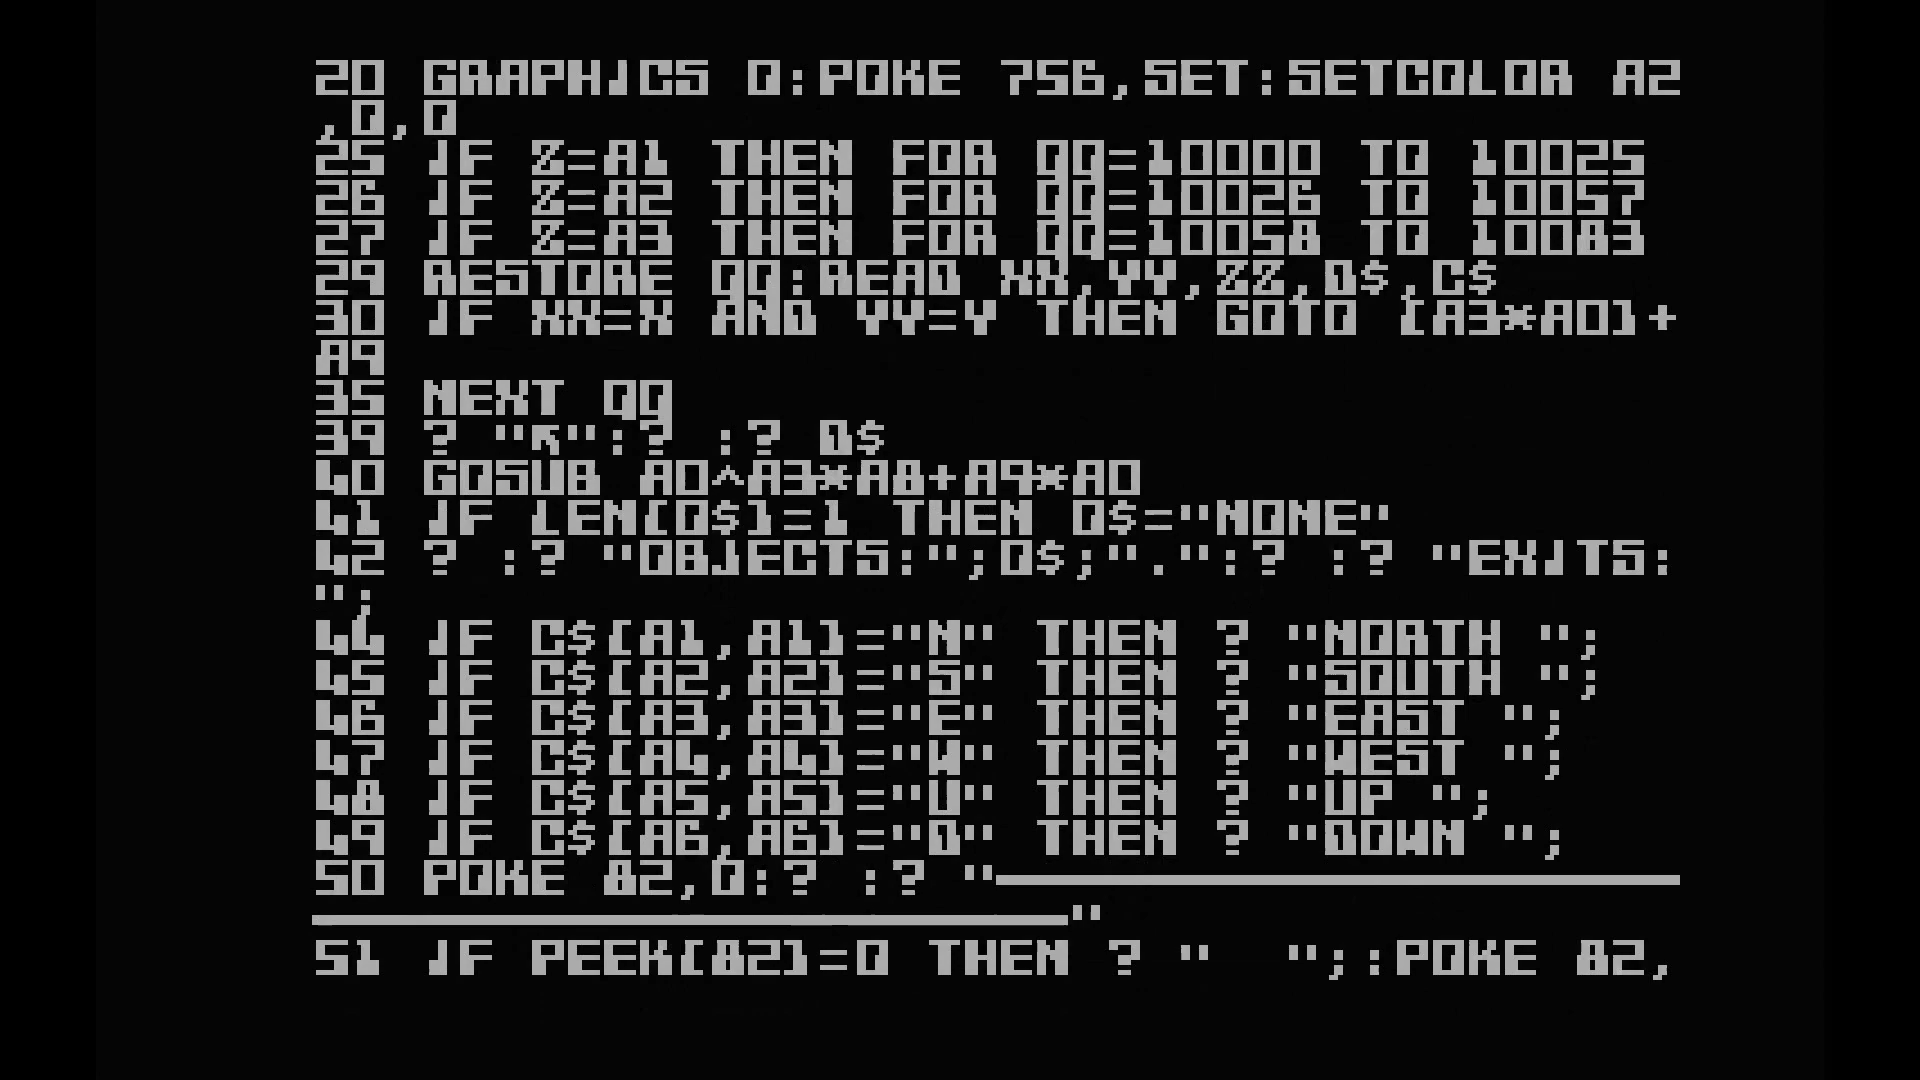 20 GRAPHICS 0:POKE 756,SET:SETCOLOR A2
,0,0
25 IF Z=A1 THEN FOR QQ=10000 TO 10025
26 IF Z=A2 THEN FOR QQ=10026 TO 10057
27 IF Z=A3 THEN FOR QQ=10058 TO 10083
29 RESTORE QQ:READ XX,YY,ZZ,D$,C$
30 IF XX=X AND YY=Y THEN GOTO (A3*A0)+
A9
35 NEXT QQ
39 ? "↖":? :? D$
40 GOSUB A0^A3*A8+A9*A0
41 IF LEN(O$)=1 THEN O$="NONE"
42 ? :? "OBJECTS:";O$;".":? :? "EXITS:
";
44 IF C$(A1,A1)="N" THEN ? "NORTH ";
45 IF C$(A2,A2)="S" THEN ? "SOUTH ";
46 IF C$(A3,A3)="E" THEN ? "EAST ";
47 IF C$(A4,A4)="W" THEN ? "WEST ";
48 IF C$(A5,A5)="U" THEN ? "UP ";
49 IF C$(A6,A6)="D" THEN ? "DOWN ";
50 POKE 82,0:? :? "───────────────────
─────────────────────"
51 IF PEEK(82)=0 THEN ? "  ";:POKE 82,